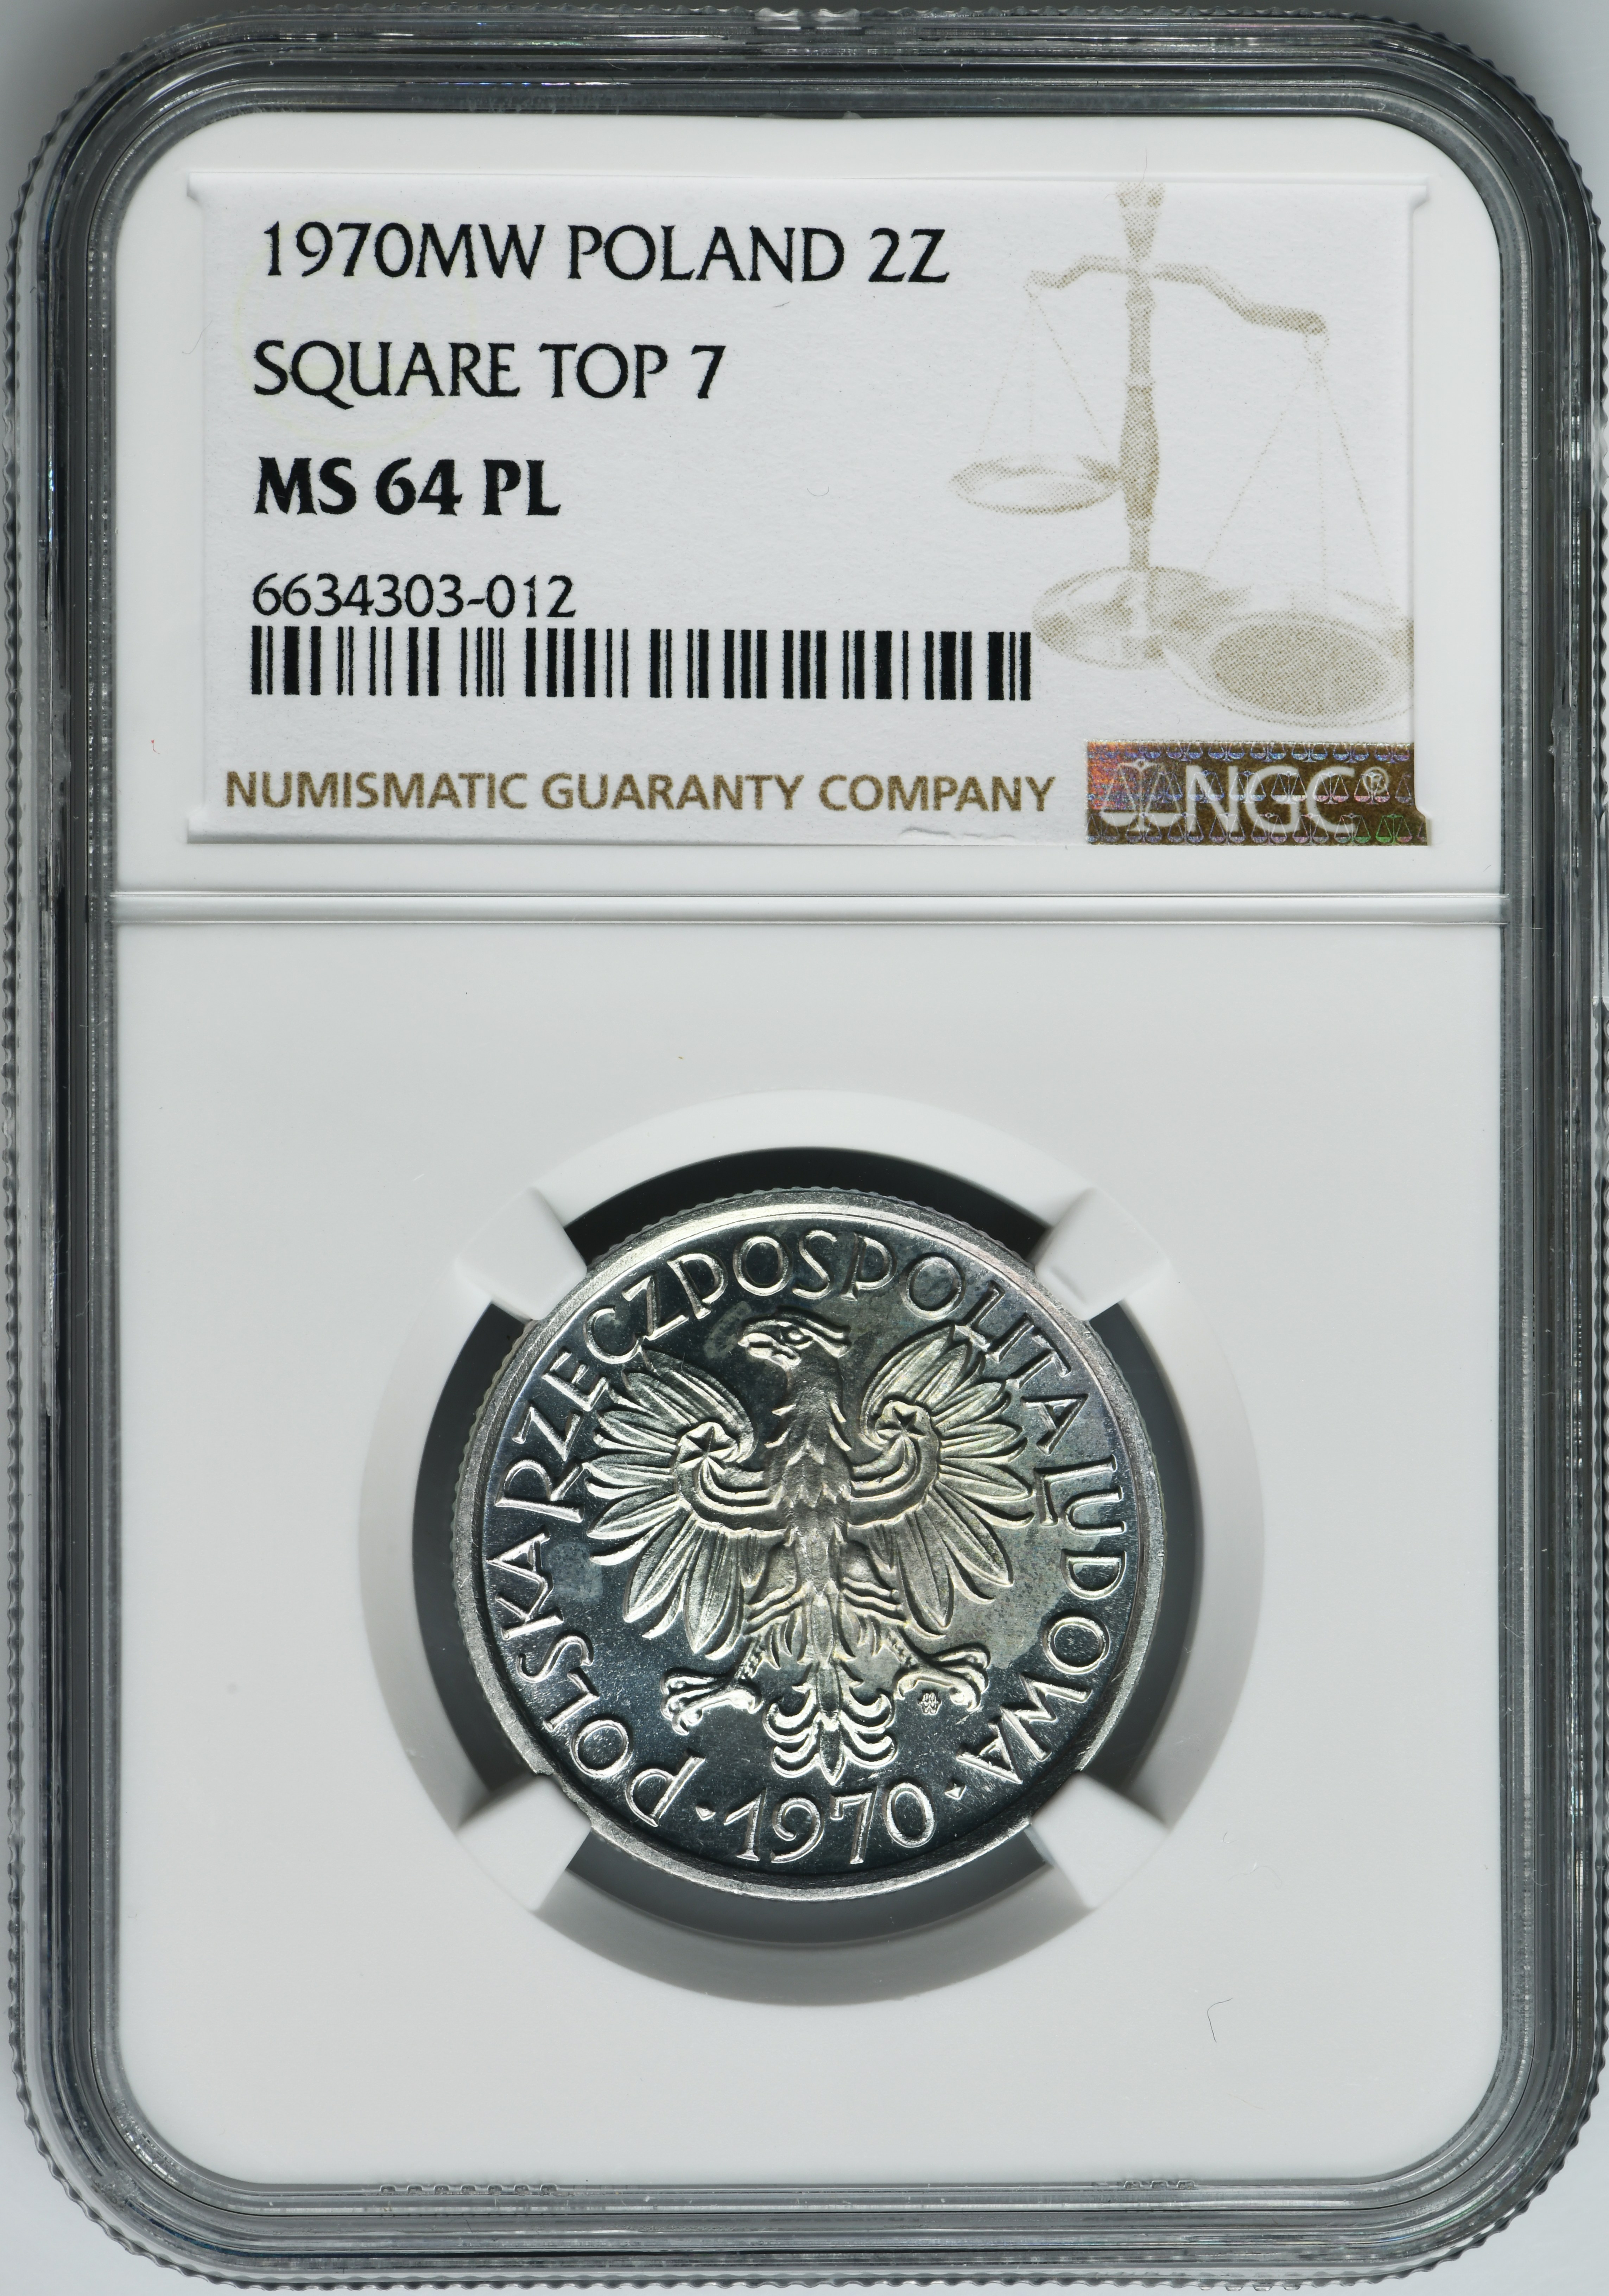 1970MW POLAND 2Z
SQUARE TOP 7
MS 64 PL
6634303-012
NUMISMATIC GUARANTY COMPANY
NGC®
POLSKA RZECZPOSPOLITA LUDOWA
· 1970 ·
MW